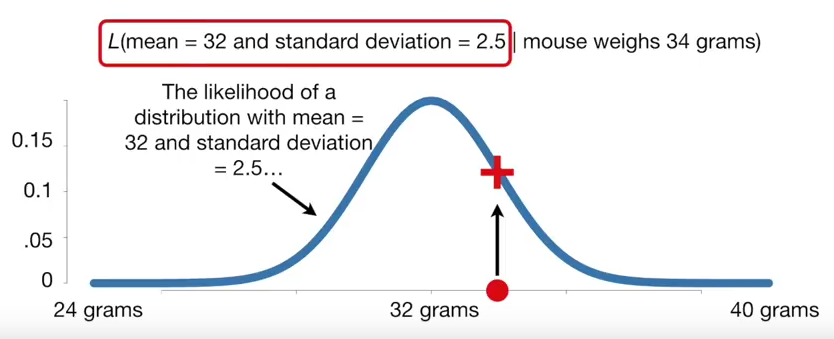 L(mean = 32 and standard deviation = 2.5 | mouse weighs 34 grams)
The likelihood of a
distribution with mean =
32 and standard deviation
= 2.5…
0.15
0.1
.05
0
24 grams
32 grams
40 grams